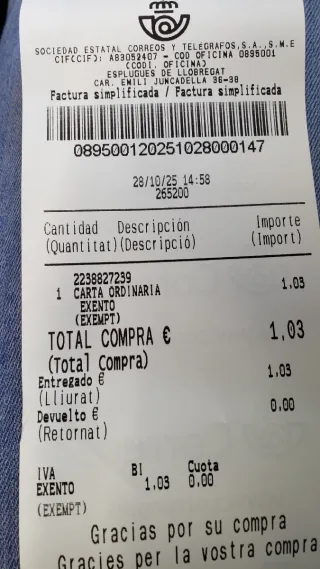 SOCIEDAD ESTATAL CORREOS Y TELEGRAFOS,S.A.,S.M.E
CIF(CIF): A83052407 - COD OFICINA 0895001
(CODI. OFICINA)
ESPLUGUES DE LLOBREGAT
CAR. EMILI JUNCADELLA 36-38
Factura simplificada / Factura simplificada
0895001202510280001​47
28/10/25 14:58
265200
Cantidad Descripción Importe
(Quantitat)(Descripció) (Import)
2238827239
1 CARTA ORDINARIA 1.03
EXENTO
(EXEMPT)
TOTAL COMPRA € 1,03
(Total Compra)
Entregado € 1.03
(Lliurat)
Devuelto € 0.00
(Retornat)
IVA BI Cuota
EXENTO 1.03 0.00
(EXEMPT)
Gracias por su compra
Gracies per la vostra compra